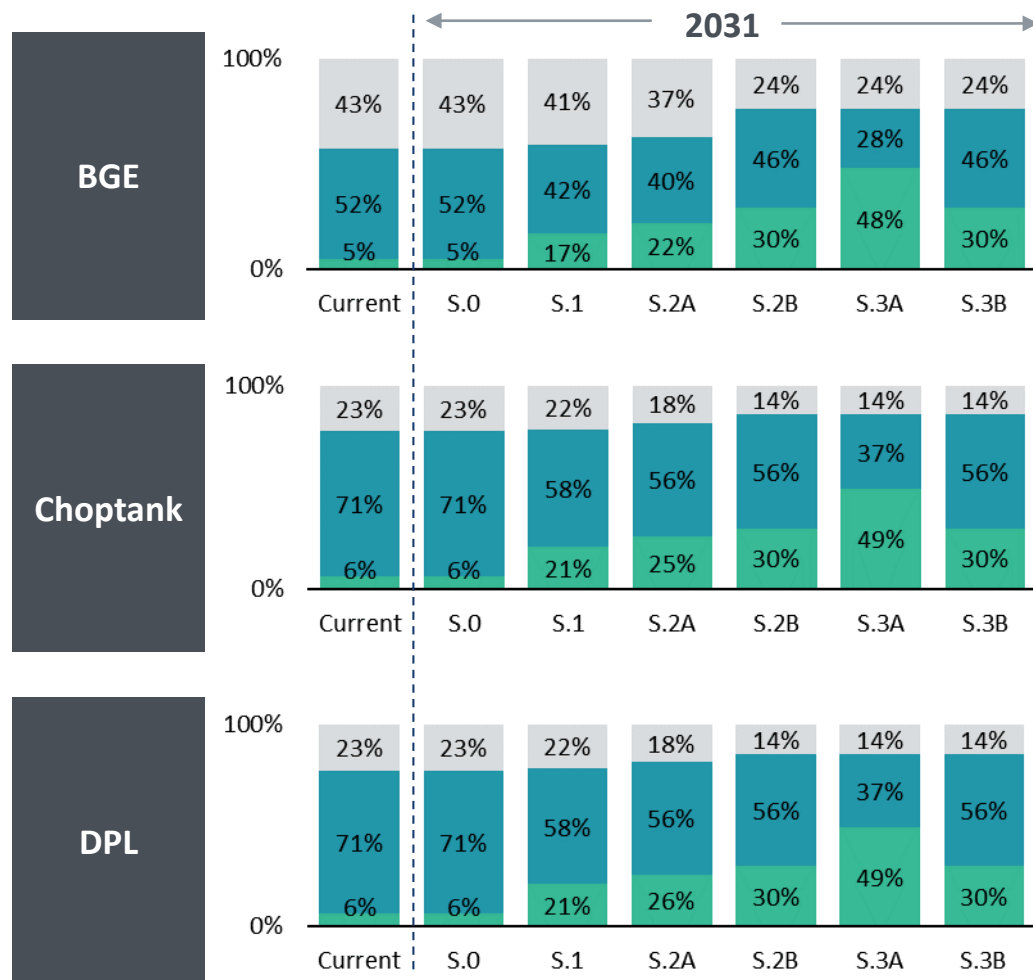 2031
BGE
100%
43% 43% 41% 37% 24% 24% 24%
52% 52% 42% 40% 46% 28% 46%
5% 5% 17% 22% 30% 48% 30%
0%
Current S.0 S.1 S.2A S.2B S.3A S.3B
Choptank
100%
23% 23% 22% 18% 14% 14% 14%
71% 71% 58% 56% 56% 37% 56%
6% 6% 21% 25% 30% 49% 30%
0%
Current S.0 S.1 S.2A S.2B S.3A S.3B
DPL
100%
23% 23% 22% 18% 14% 14% 14%
71% 71% 58% 56% 56% 37% 56%
6% 6% 21% 26% 30% 49% 30%
0%
Current S.0 S.1 S.2A S.2B S.3A S.3B